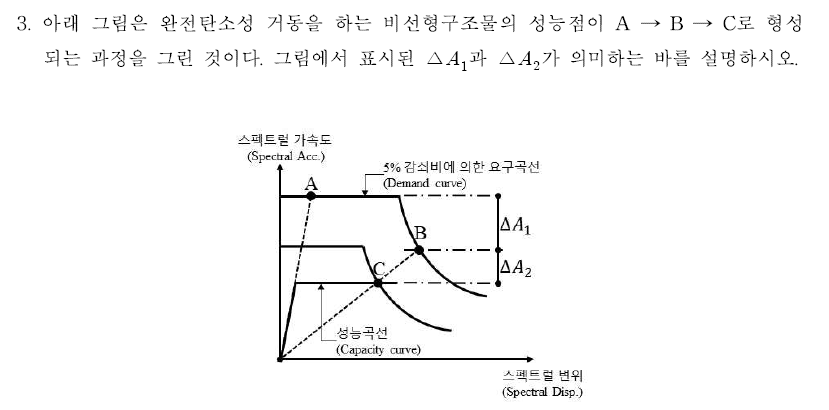 3. 아래 그림은 완전탄소성 거동을 하는 비선형구조물의 성능점이 A → B → C로 형성
되는 과정을 그린 것이다. 그림에서 표시된 △A₁과 △A₂가 의미하는 바를 설명하시오.
스펙트럴 가속도
(Spectral Acc.)
5% 감쇠비에 의한 요구곡선
(Demand curve)
A
ΔA₁
B
ΔA₂
C
성능곡선
(Capacity curve)
스펙트럴 변위
(Spectral Disp.)